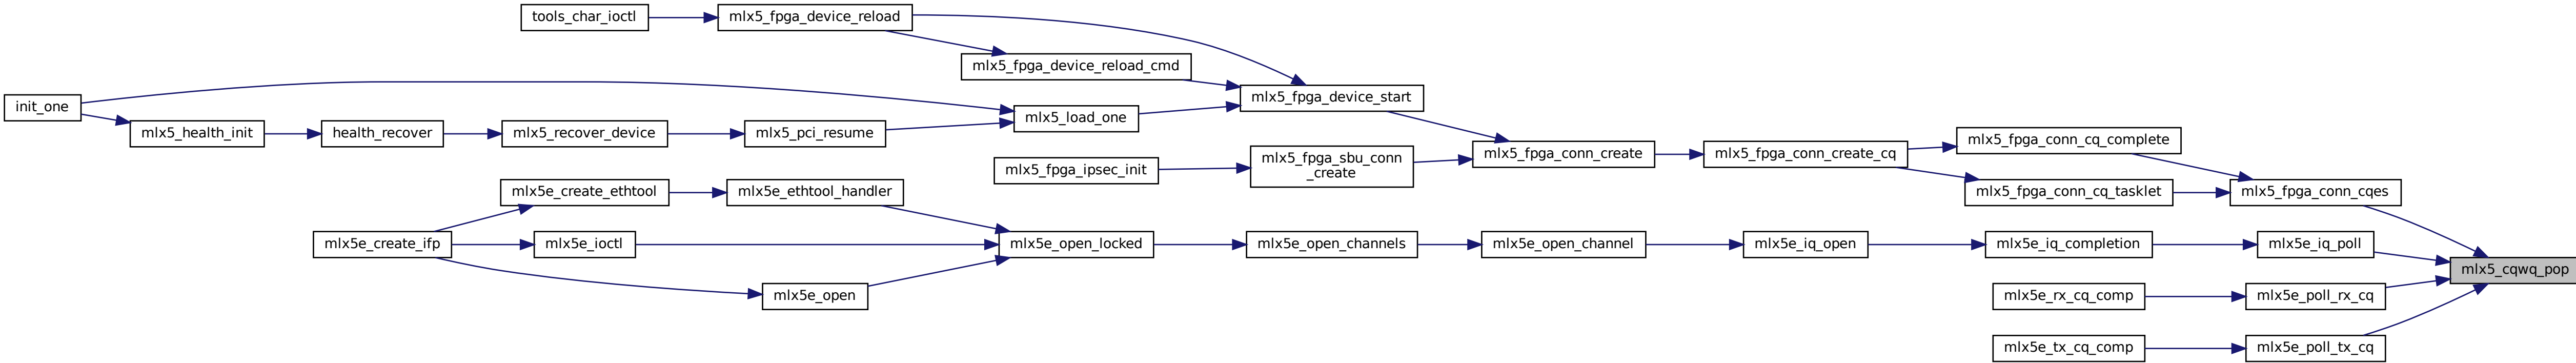 tools_char_ioctl
mlx5_fpga_device_reload
mlx5_fpga_device_reload_cmd
mlx5_fpga_device_start
init_one
mlx5_load_one
mlx5_health_init
health_recover
mlx5_recover_device
mlx5_pci_resume
mlx5_fpga_conn_cq_complete
mlx5_fpga_conn_create
mlx5_fpga_conn_create_cq
mlx5_fpga_sbu_conn
_create
mlx5_fpga_ipsec_init
mlx5e_create_ethtool
mlx5e_ethtool_handler
mlx5_fpga_conn_cq_tasklet
mlx5_fpga_conn_cqes
mlx5e_create_ifp
mlx5e_ioctl
mlx5e_open_locked
mlx5e_open_channels
mlx5e_open_channel
mlx5e_iq_open
mlx5e_iq_completion
mlx5e_iq_poll
mlx5_cqwq_pop
mlx5e_open
mlx5e_rx_cq_comp
mlx5e_poll_rx_cq
mlx5e_tx_cq_comp
mlx5e_poll_tx_cq